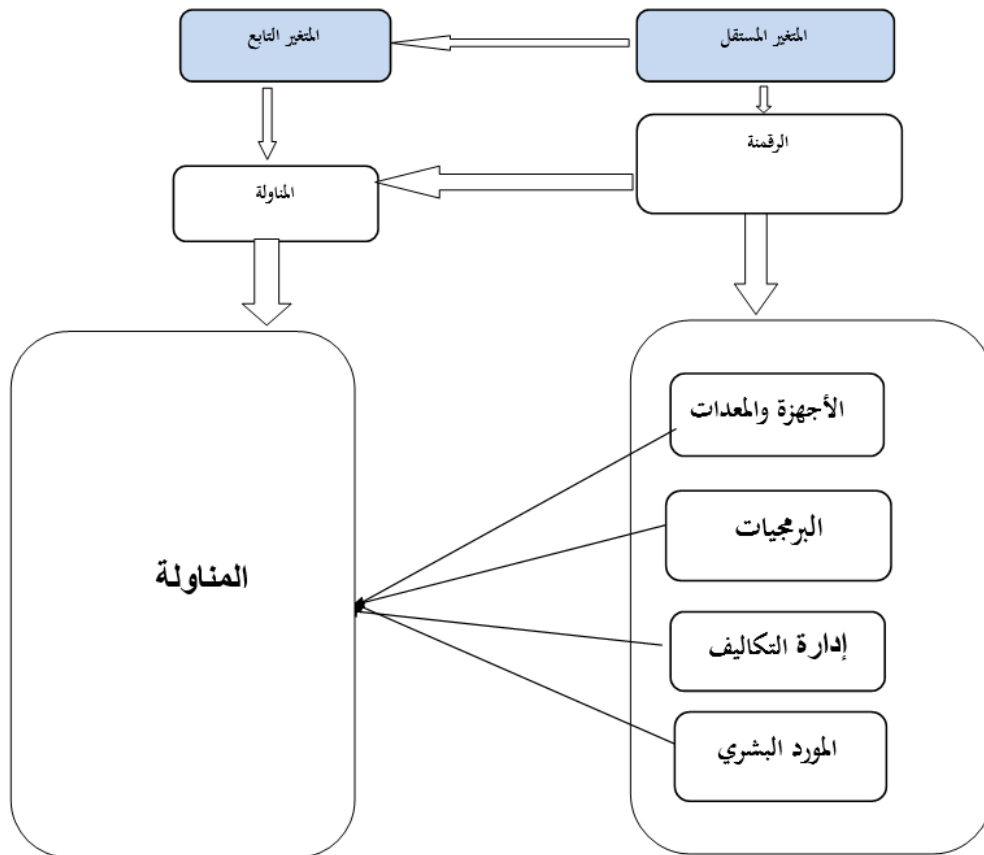 المتغير المستقل
المتغير التابع
الرقمنة
المناولة
الأجهزة والمعدات
البرمجيات
إدارة التكاليف
المورد البشري
المناولة